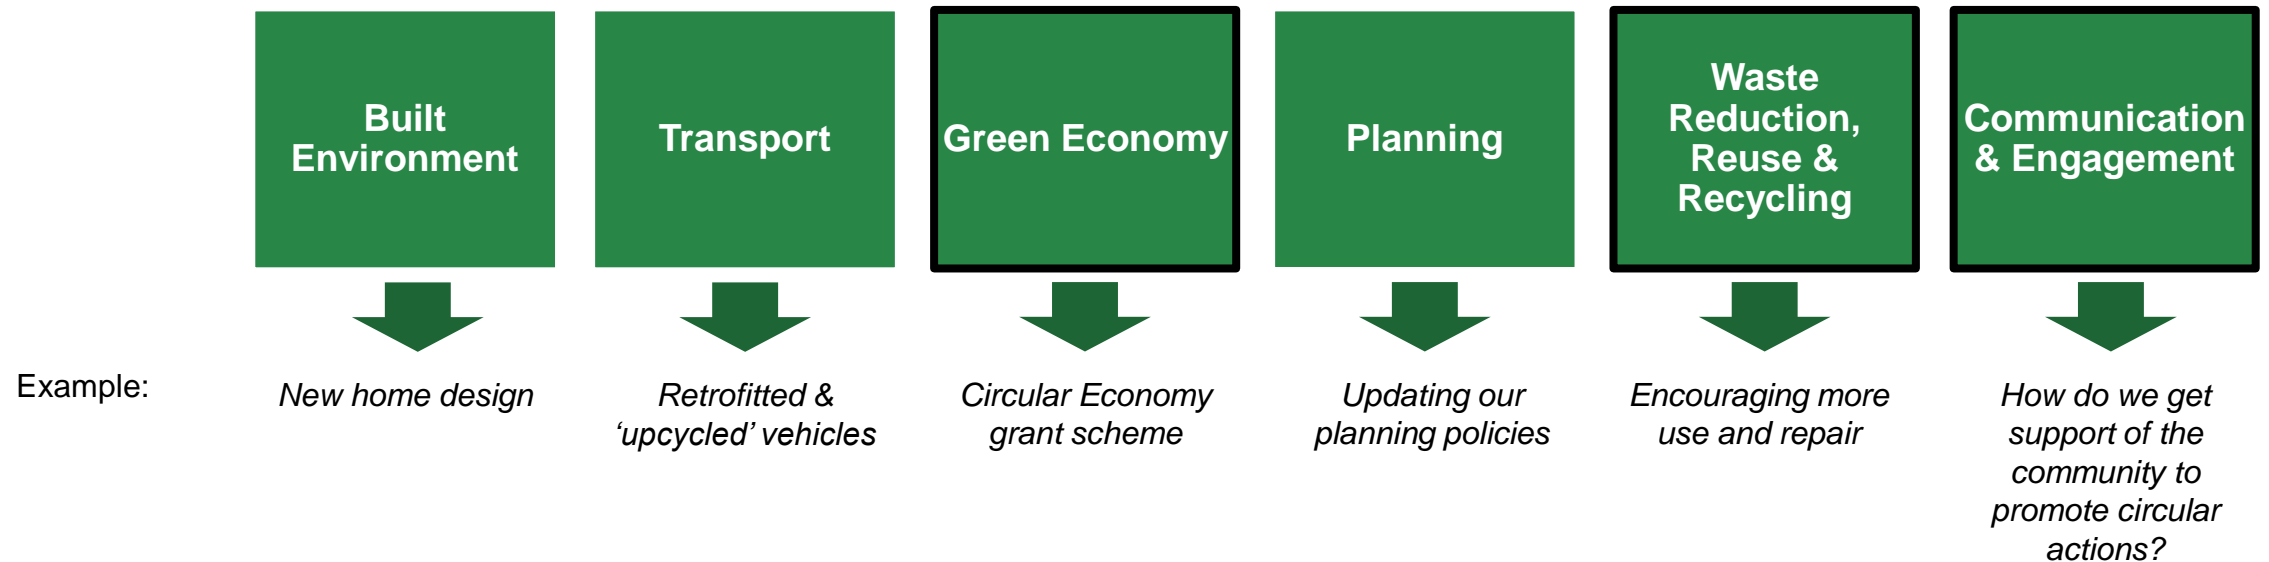 Built
Environment
Transport
Green Economy
Planning
Waste
Reduction,
Reuse &
Recycling
Communication
& Engagement
Example:
New home design
Retrofitted &
‘upcycled’ vehicles
Circular Economy
grant scheme
Updating our
planning policies
Encouraging more
use and repair
How do we get
support of the
community to
promote circular
actions?